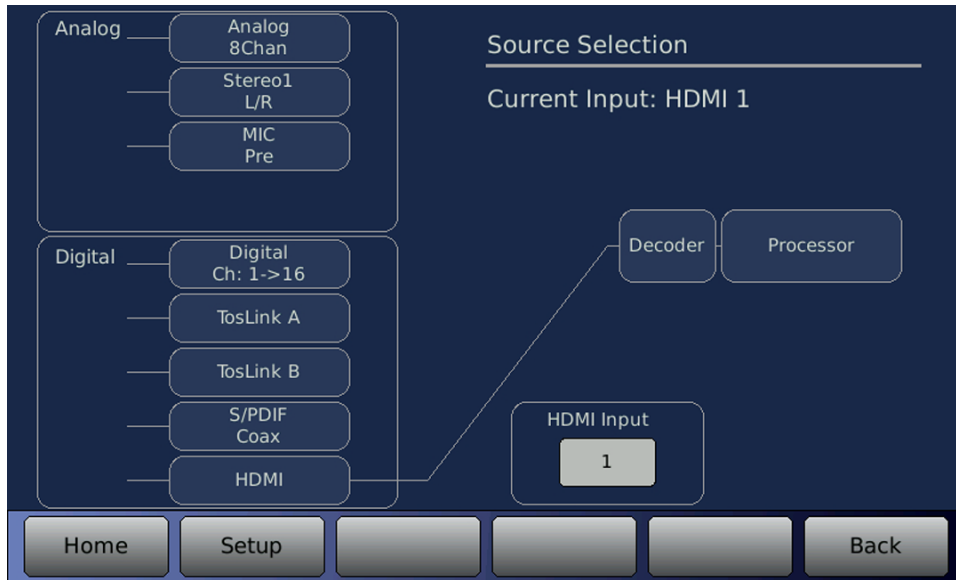 Analog
Analog
8Chan
Stereo1
L/R
MIC
Pre
Source Selection
Current Input: HDMI 1
Digital
Digital
Ch: 1->16
TosLink A
TosLink B
S/PDIF
Coax
HDMI
Decoder
Processor
HDMI Input
1
Home
Setup
Back